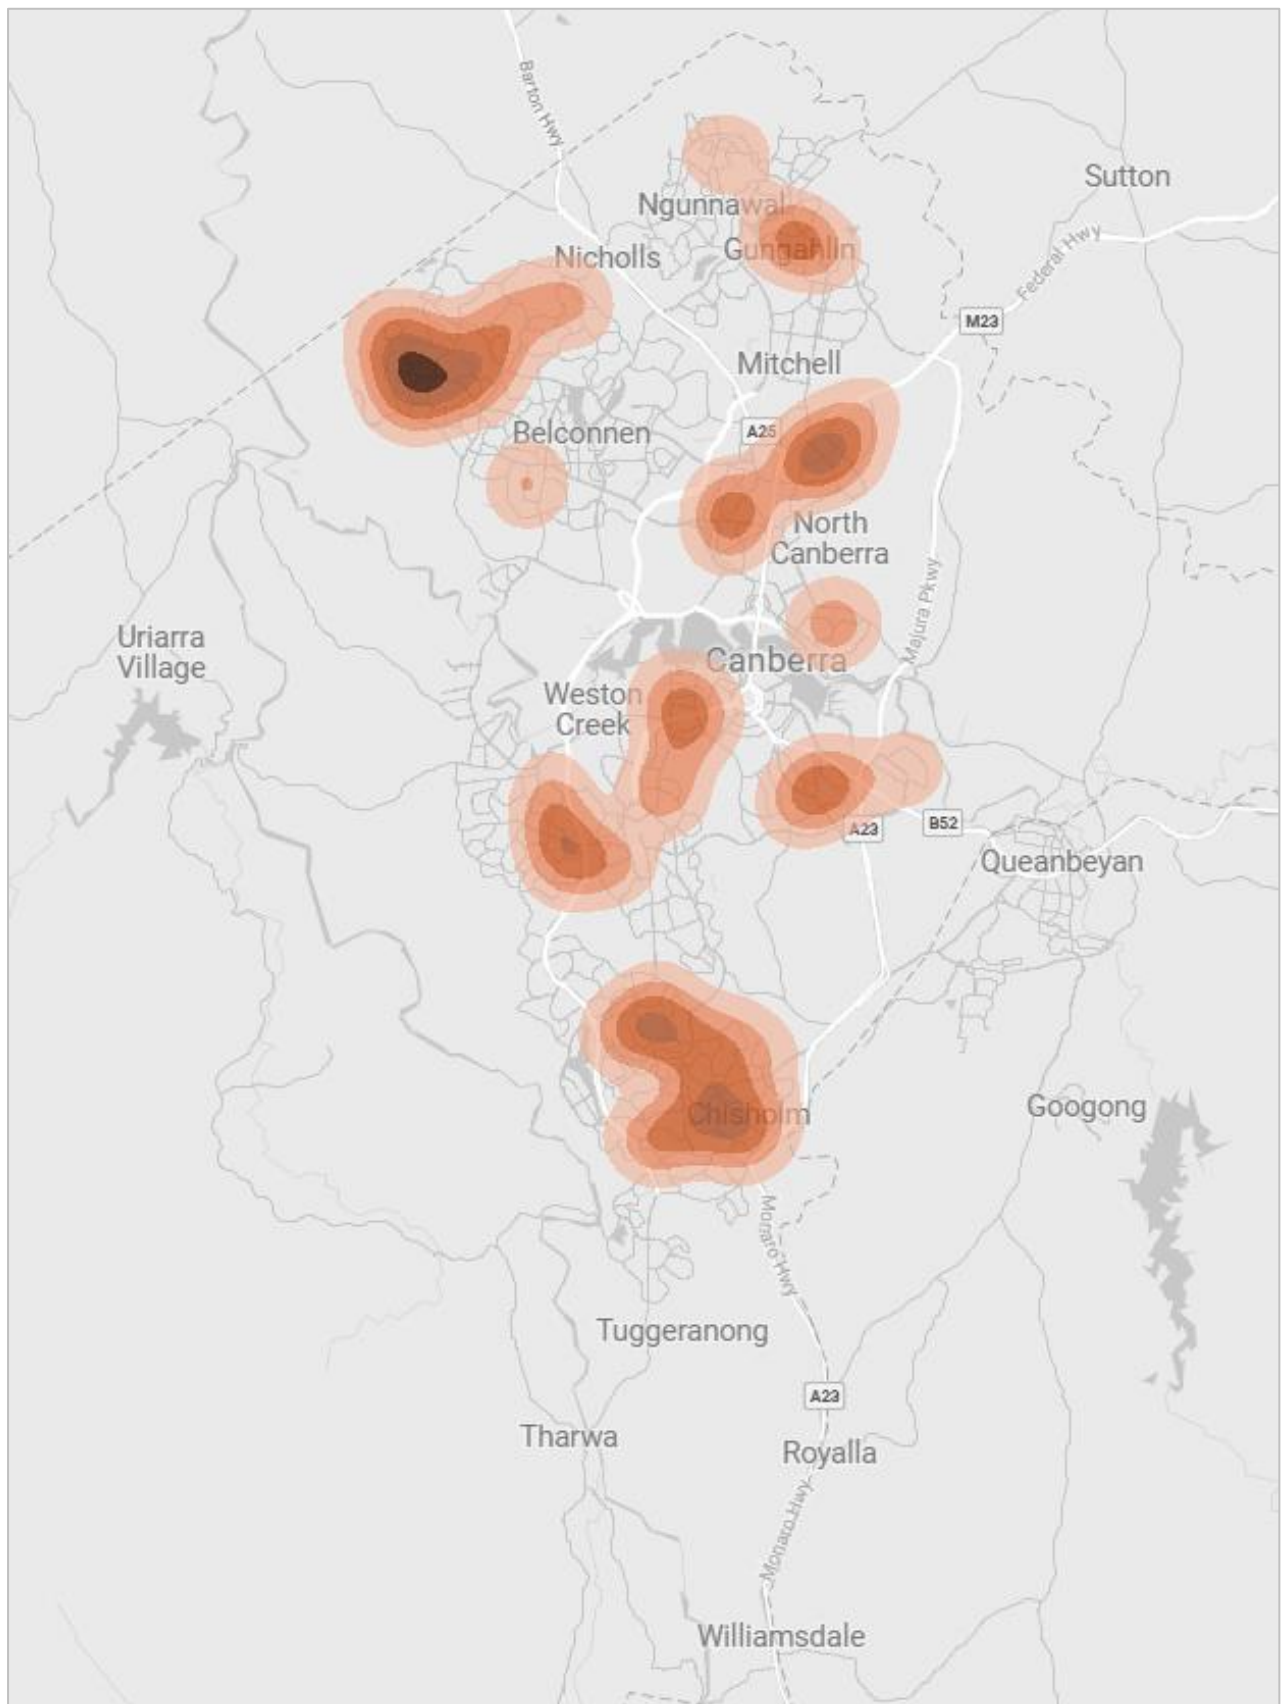 Barton Hwy
Sutton
Ngunnawal
Gungahlin
Nicholls
Federal Hwy
M23
Mitchell
A25
Belconnen
North
Canberra
Majura Pkwy
Uriarra
Village
Canberra
Weston
Creek
A23
B52
Queanbeyan
Chisholm
Googong
Monaro Hwy
Tuggeranong
A23
Tharwa
Royalla
Monaro Hwy
Williamsdale